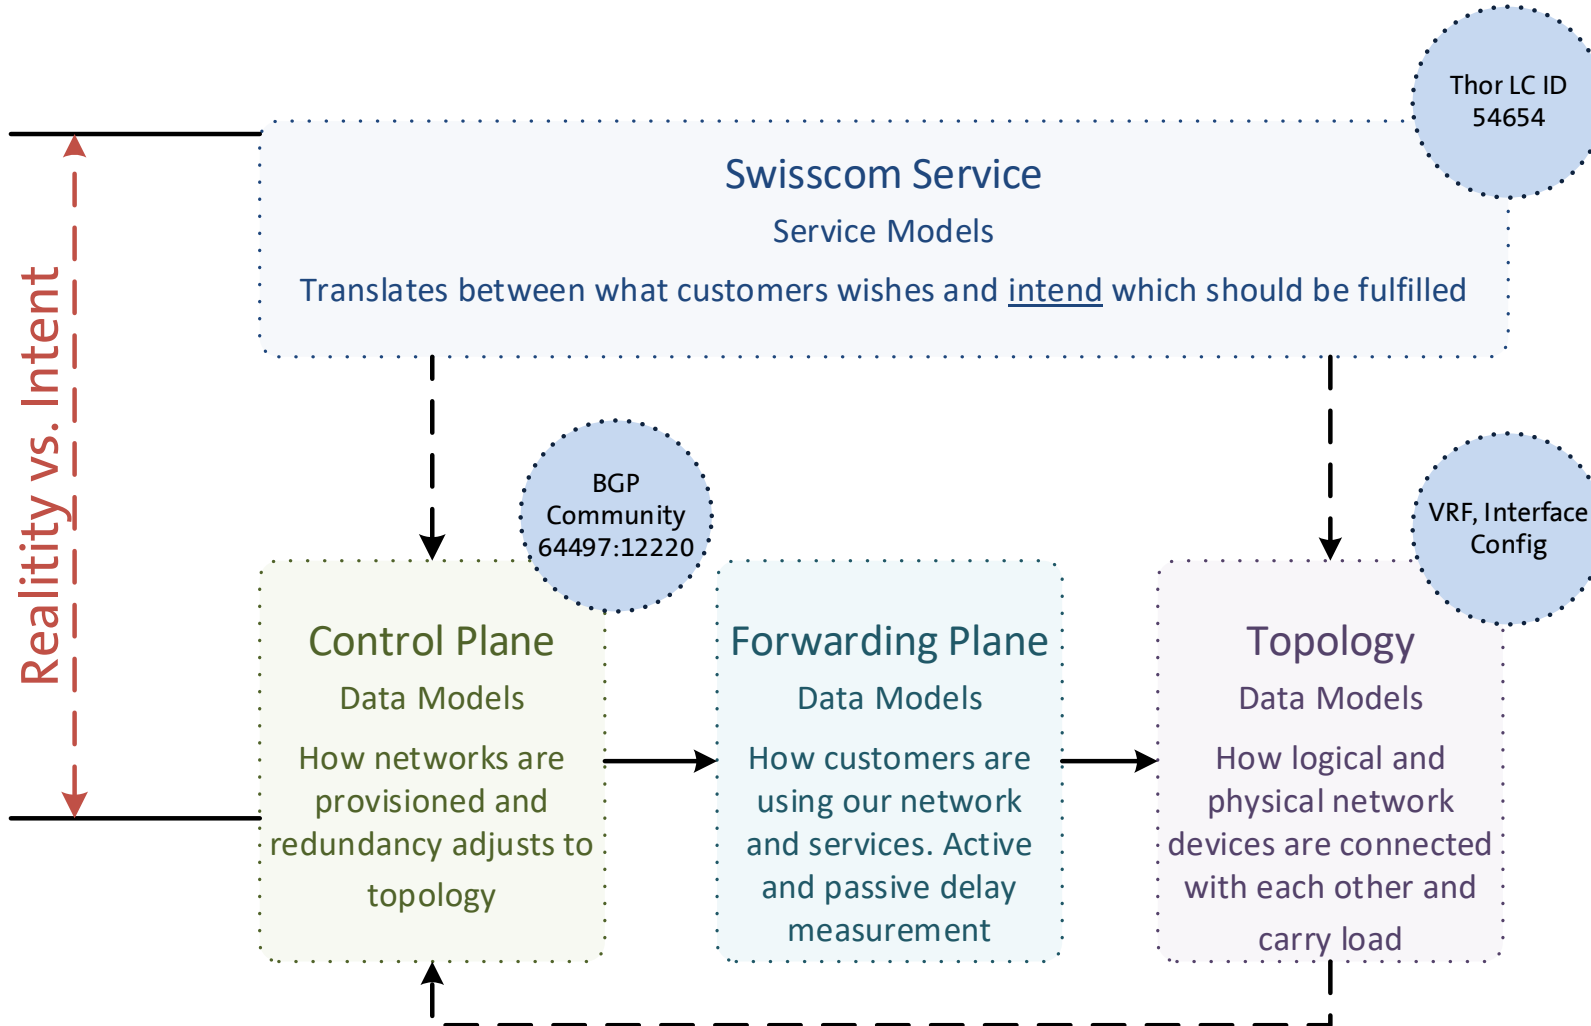 Thor LC ID
54654
Swisscom Service
Service Models
Translates between what customers wishes and intend which should be fulfilled
Realitity vs. Intent
BGP
Community
64497:12220
VRF, Interface
Config
Control Plane
Data Models
How networks are
provisioned and
redundancy adjusts to
topology
Forwarding Plane
Data Models
How customers are
using our network
and services. Active
and passive delay
measurement
Topology
Data Models
How logical and
physical network
devices are connected
with each other and
carry load